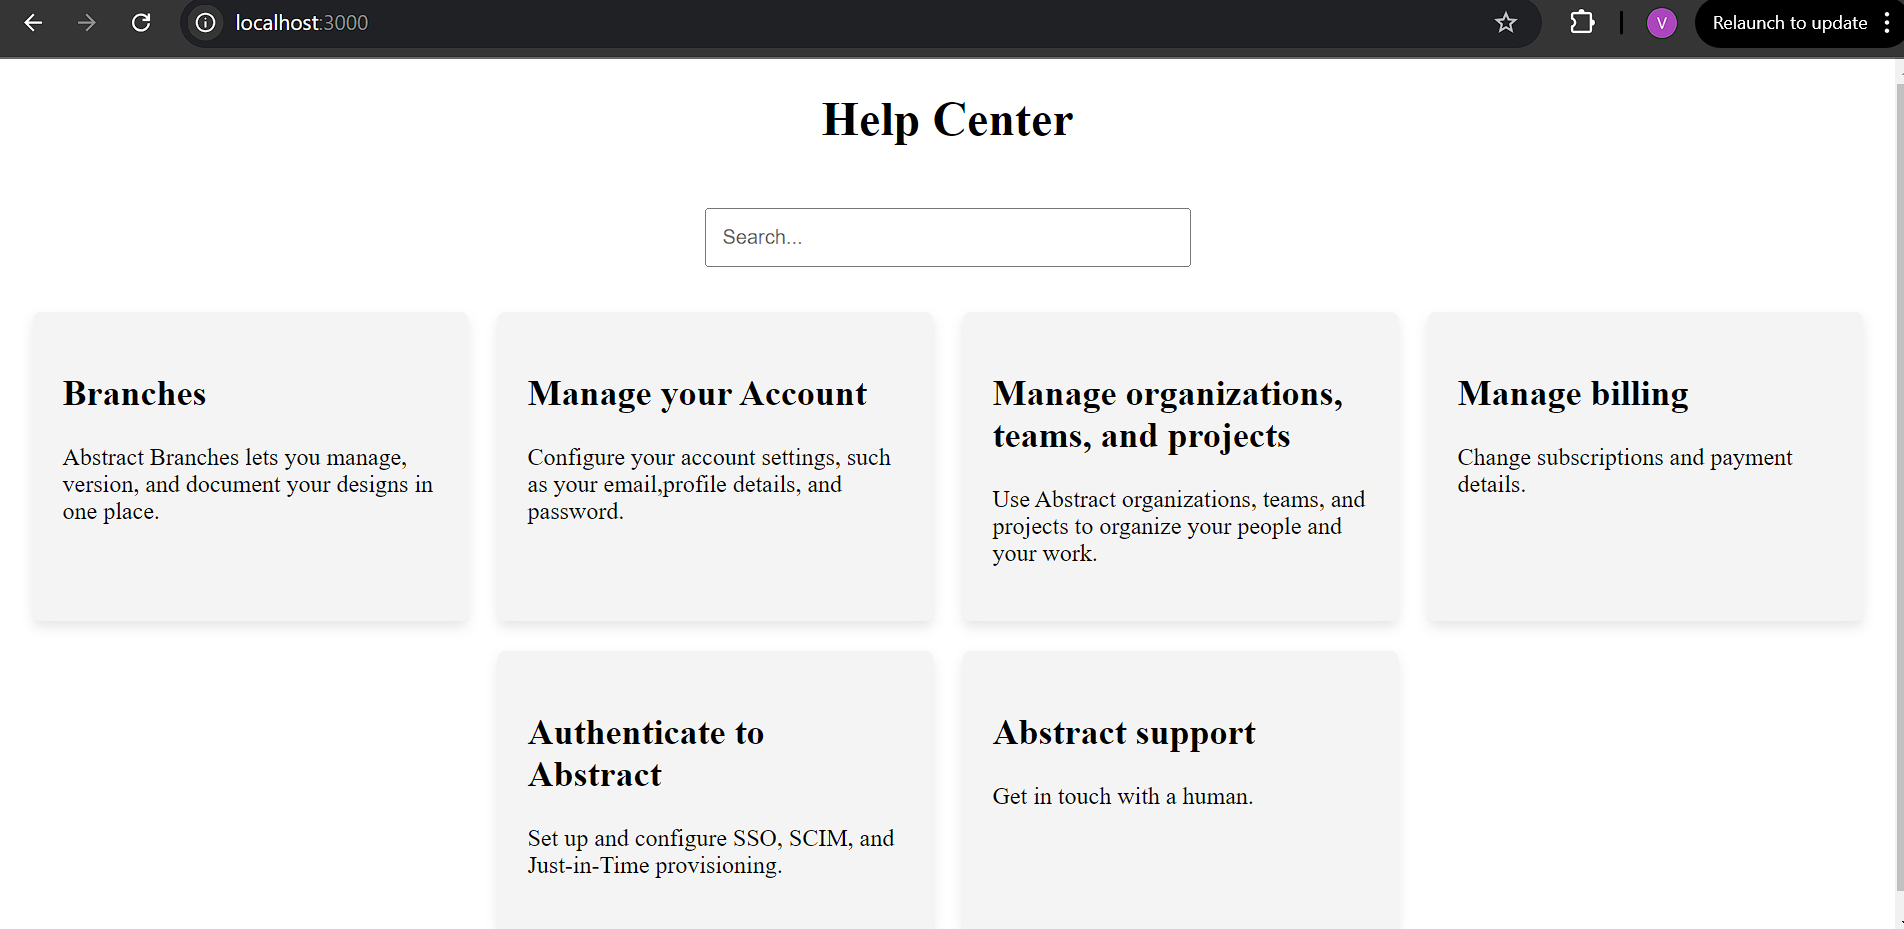 localhost:3000
V
Relaunch to update
Help Center
Search...
Branches
Abstract Branches lets you manage,
version, and document your designs in
one place.
Manage your Account
Configure your account settings, such
as your email,profile details, and
password.
Manage organizations,
teams, and projects
Use Abstract organizations, teams, and
projects to organize your people and
your work.
Manage billing
Change subscriptions and payment
details.
Authenticate to
Abstract
Set up and configure SSO, SCIM, and
Just-in-Time provisioning.
Abstract support
Get in touch with a human.